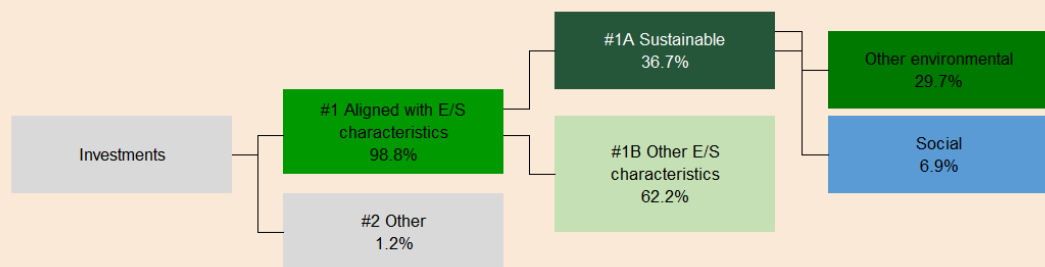 Investments
#1 Aligned with E/S
characteristics
98.8%
#2 Other
1.2%
#1A Sustainable
36.7%
#1B Other E/S
characteristics
62.2%
Other environmental
29.7%
Social
6.9%